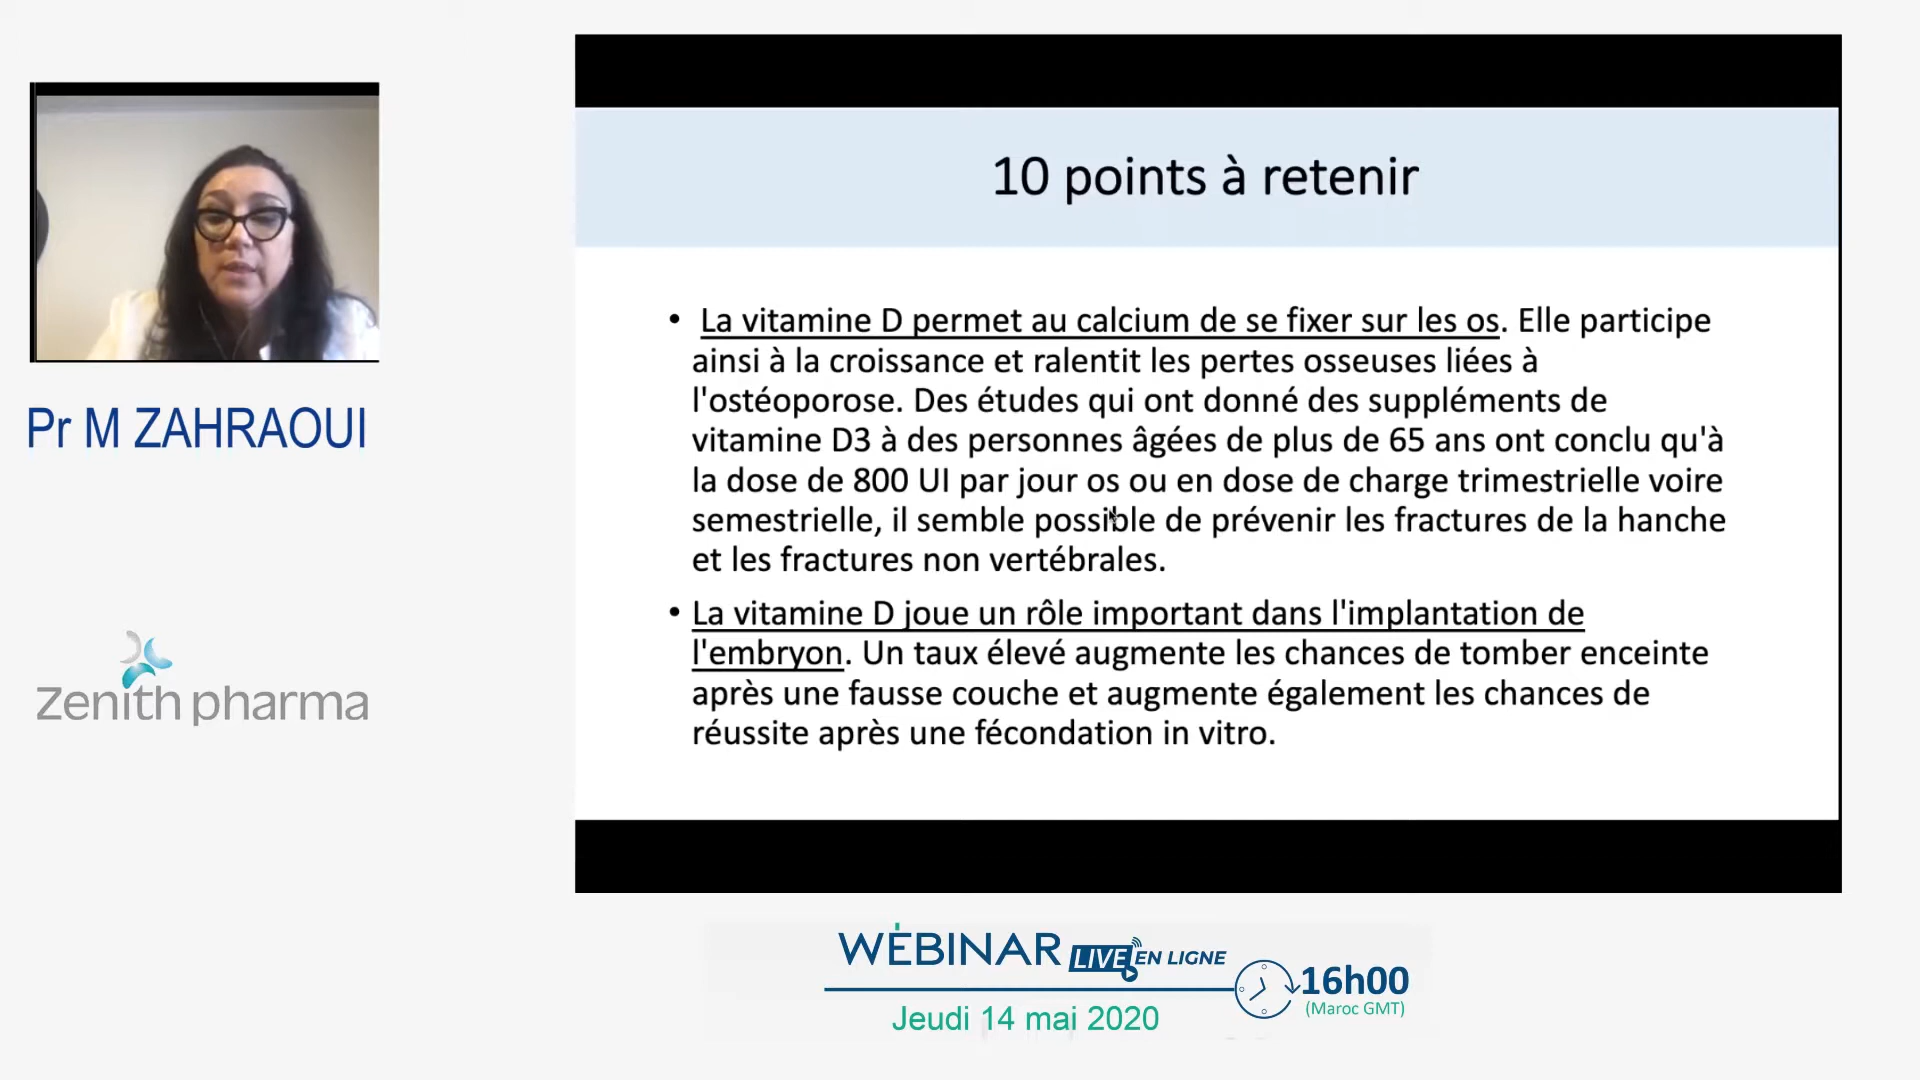 10 points à retenir
• La vitamine D permet au calcium de se fixer sur les os. Elle participe
ainsi à la croissance et ralentit les pertes osseuses liées à
l'ostéoporose. Des études qui ont donné des suppléments de
vitamine D3 à des personnes âgées de plus de 65 ans ont conclu qu'à
la dose de 800 UI par jour os ou en dose de charge trimestrielle voire
semestrielle, il semble possible de prévenir les fractures de la hanche
et les fractures non vertébrales.
• La vitamine D joue un rôle important dans l'implantation de
l'embryon. Un taux élevé augmente les chances de tomber enceinte
après une fausse couche et augmente également les chances de
réussite après une fécondation in vitro.
Pr M ZAHRAOUI
zenith pharma
WEBINAR LIVE EN LIGNE
16h00
(Maroc GMT)
Jeudi 14 mai 2020